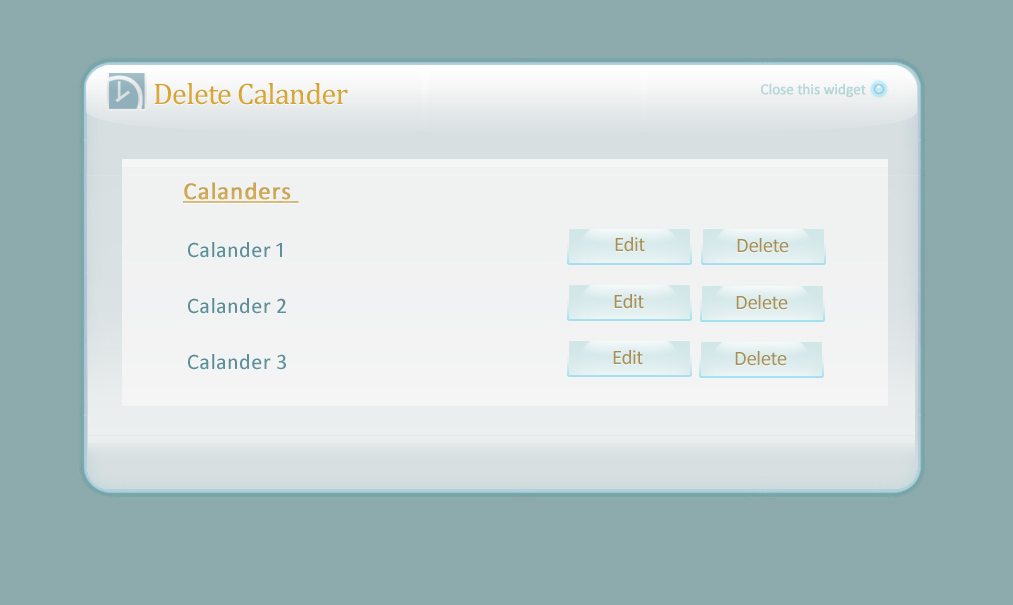 Delete Calander
Close this widget
Calanders
Calander 1 Edit Delete
Calander 2 Edit Delete
Calander 3 Edit Delete